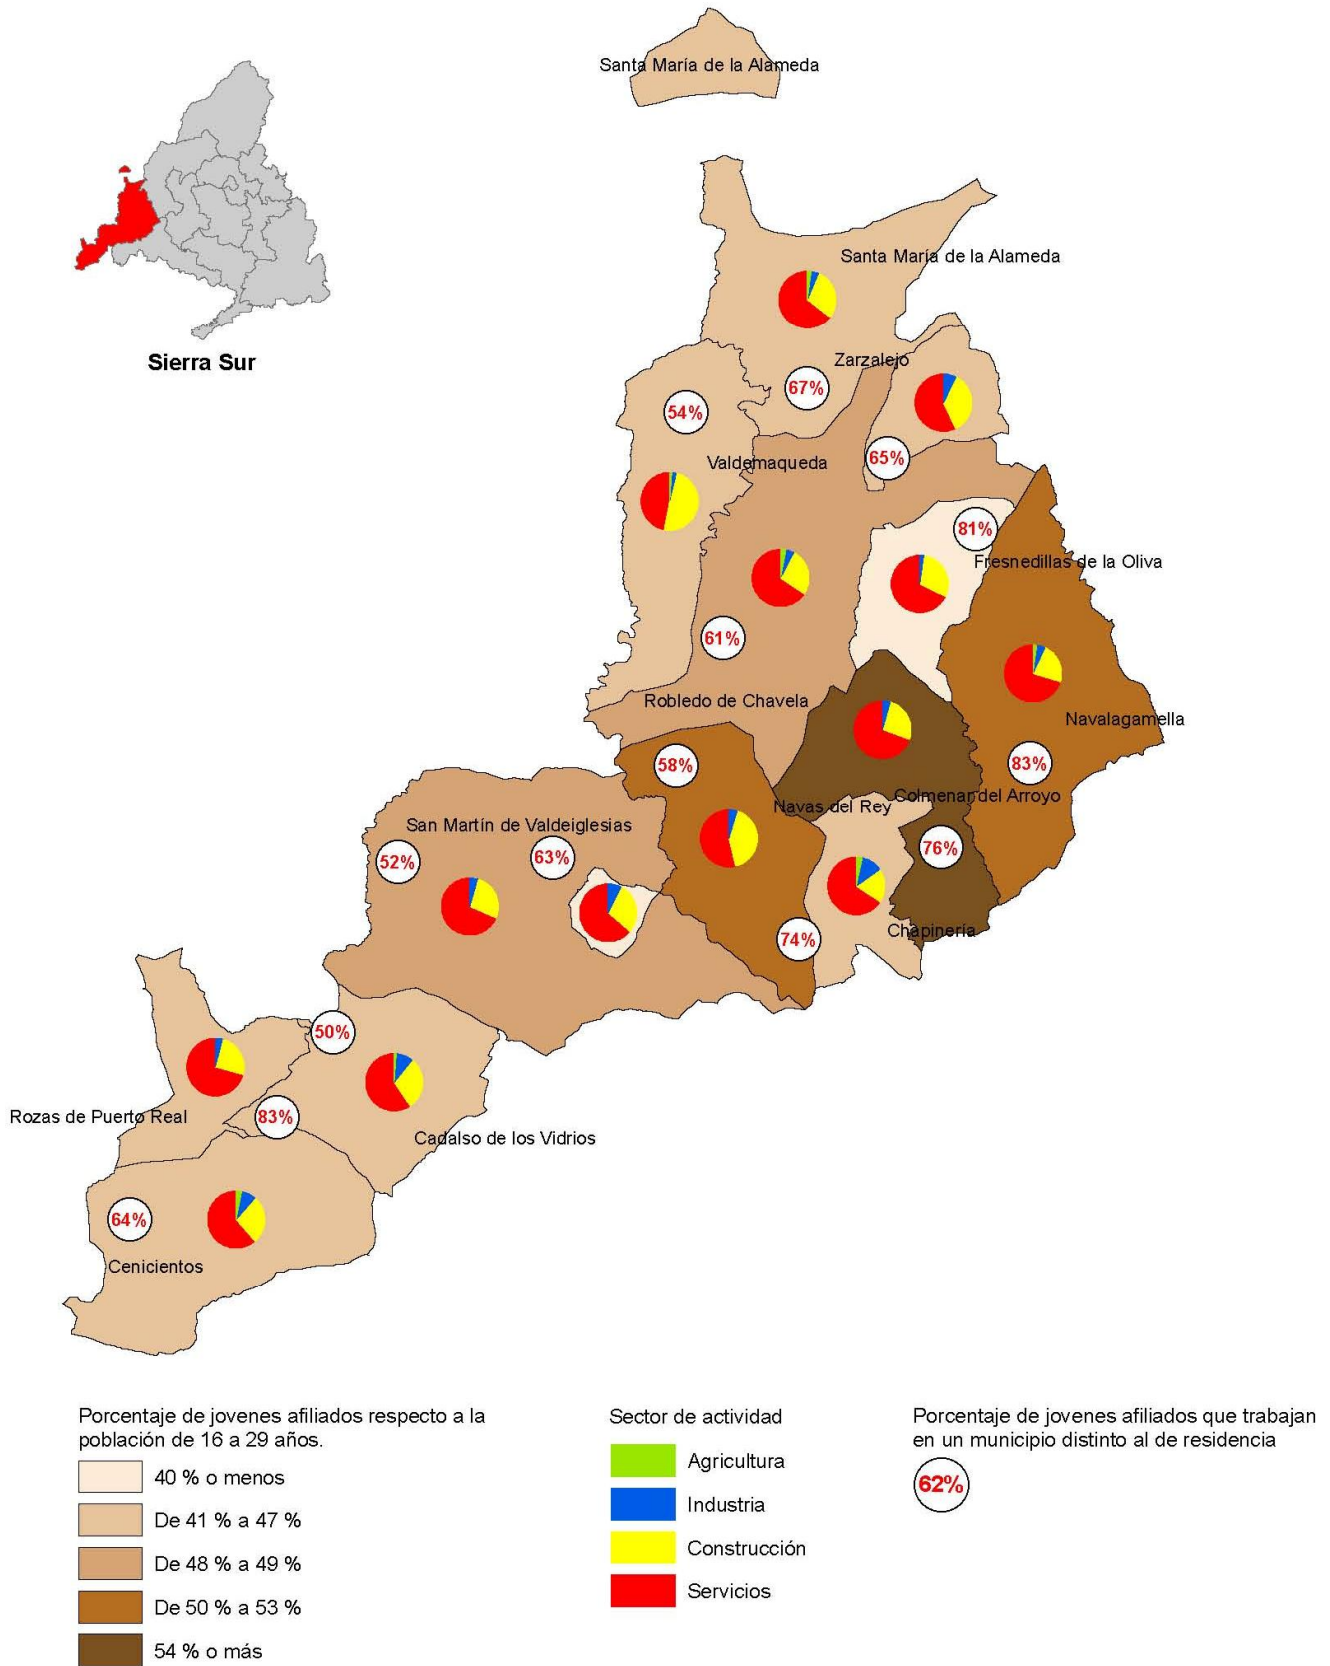 Santa María de la Alameda
Sierra Sur
Santa María de la Alameda
Zarzalejo
67%
54%
Valdemaqueda
65%
81%
Fresnedillas de la Oliva
61%
Robledo de Chavela
Navalagamella
58%
83%
Navas del Rey
Colmenar del Arroyo
San Martín de Valdeiglesias
52%
63%
76%
Chapinería
74%
50%
Rozas de Puerto Real
83%
Cadalso de los Vidrios
64%
Cenicientos
Porcentaje de jovenes afiliados respecto a la
población de 16 a 29 años.
40 % o menos
De 41 % a 47 %
De 48 % a 49 %
De 50 % a 53 %
54 % o más
Sector de actividad
Agricultura
Industria
Construcción
Servicios
Porcentaje de jovenes afiliados que trabajan
en un municipio distinto al de residencia
62%